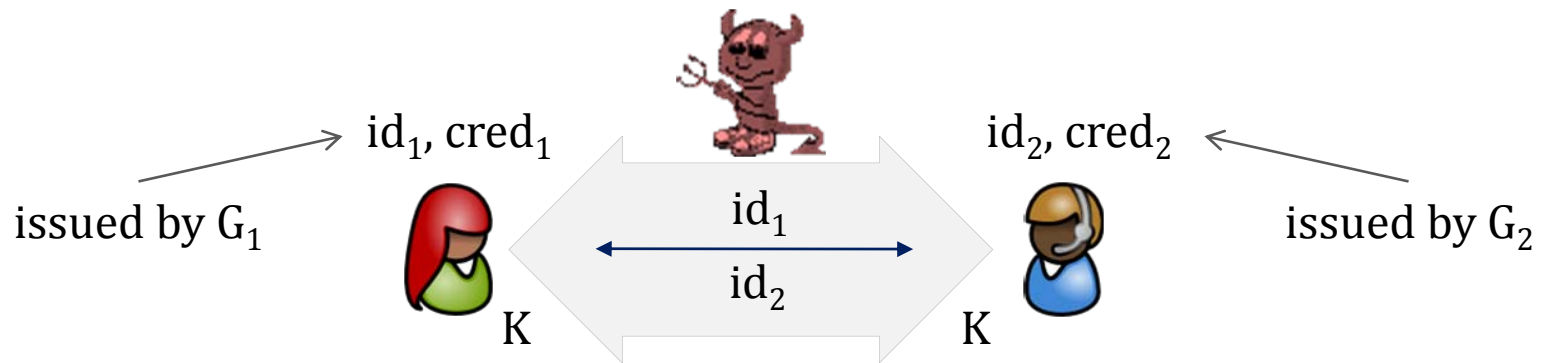 id₁, cred₁
id₂, cred₂
issued by G₁
id₁
issued by G₂
id₂
K
K